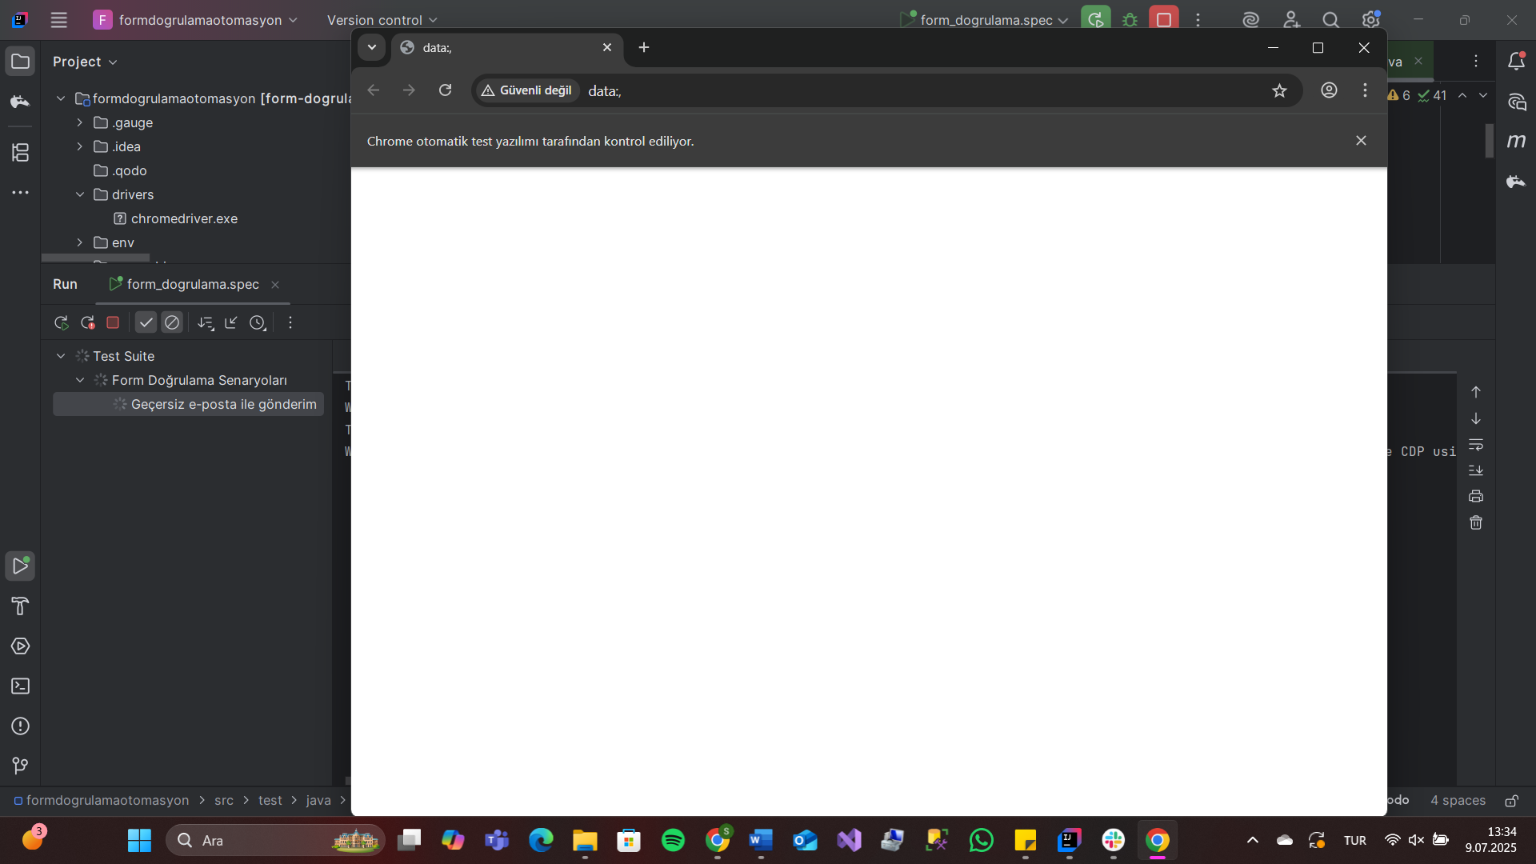 F formdogrulamaotomasyon
Version control
form_dogrulama.spec
Project
data:,
va
Güvenli değil
data:,
6
41
formdogrulamaotomasyon [form-dogrula
.gauge
.idea
.qodo
drivers
chromedriver.exe
env
Chrome otomatik test yazılımı tarafından kontrol ediliyor.
Run
form_dogrulama.spec
Test Suite
Form Doğrulama Senaryoları
Geçersiz e-posta ile gönderim
T
W
T
W
e CDP usi
m
formdogrulamaotomasyon > src > test > java >
odo
4 spaces
3
Ara
S
TUR
13:34
9.07.2025